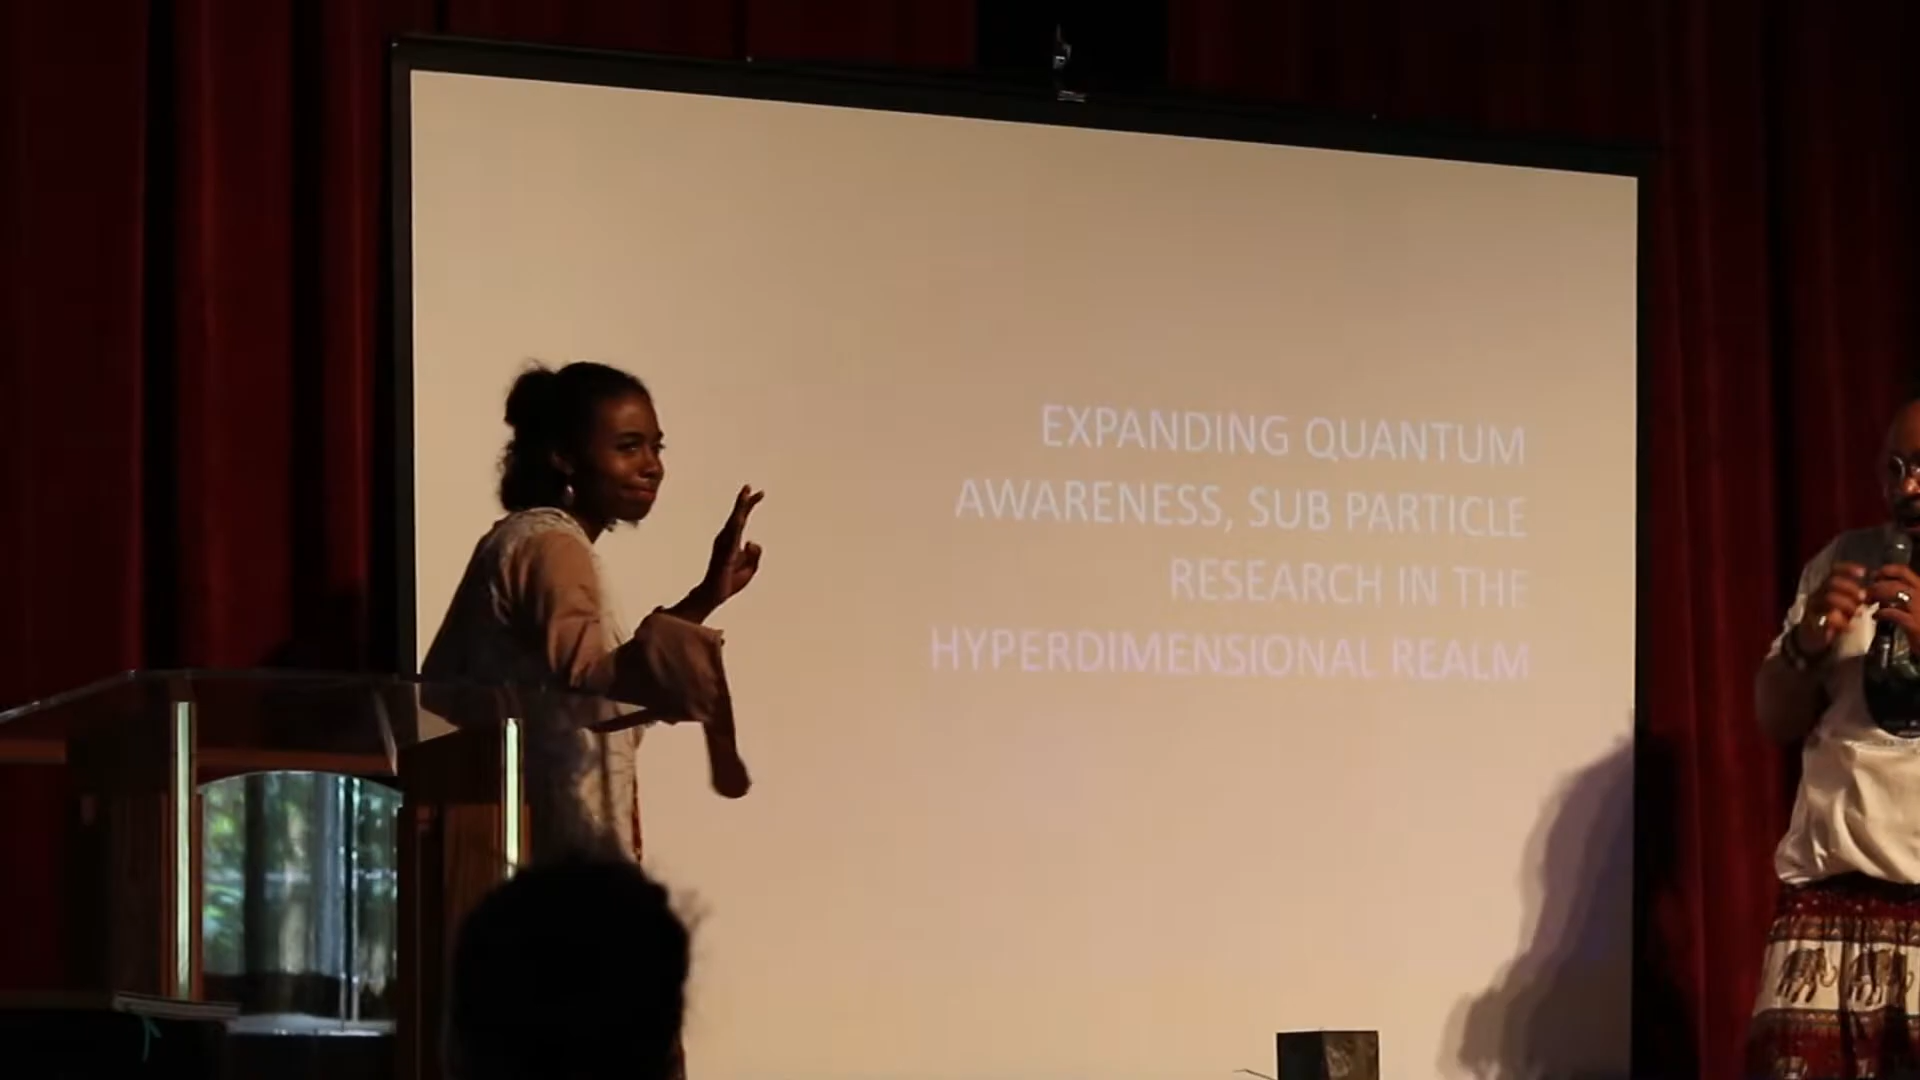 EXPANDING QUANTUM
AWARENESS, SUB PARTICLE
RESEARCH IN THE
HYPERDIMENSIONAL REALM